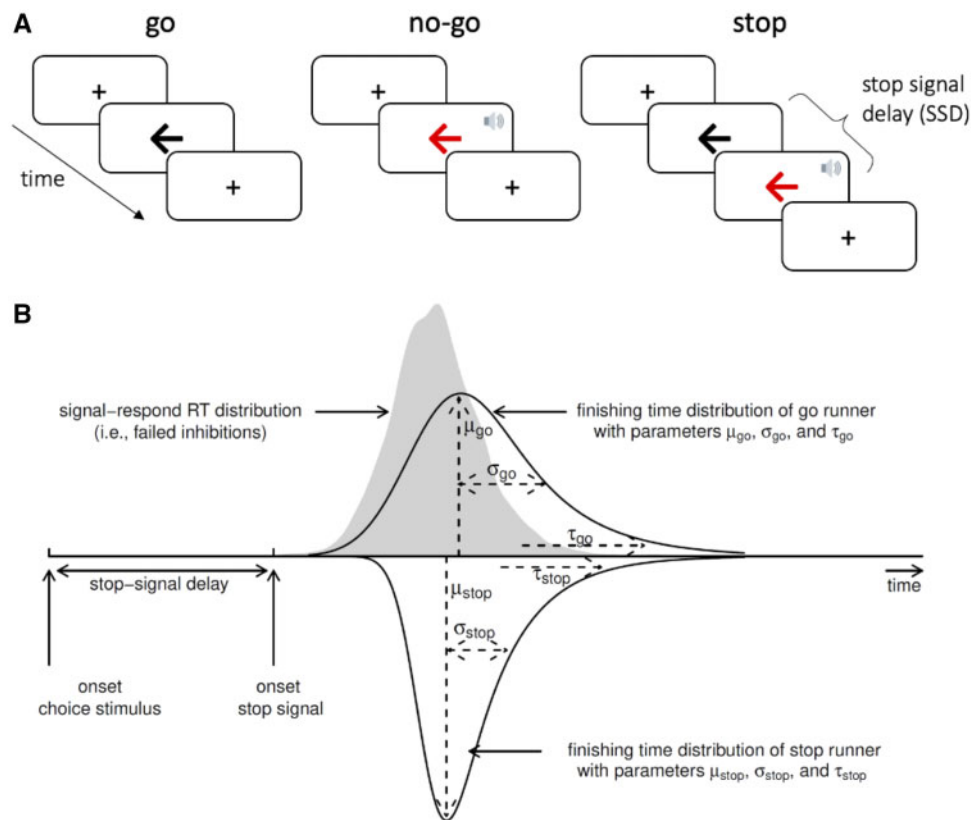 A
go
no-go
stop
+
+
+
+
+
+
+
time
stop signal
delay (SSD)
B
signal–respond RT distribution
(i.e., failed inhibitions)
finishing time distribution of go runner
with parameters μgo, σgo, and τgo
μgo
σgo
τgo
stop–signal delay
τstop
time
μstop
σstop
onset
choice stimulus
onset
stop signal
finishing time distribution of stop runner
with parameters μstop, σstop, and τstop